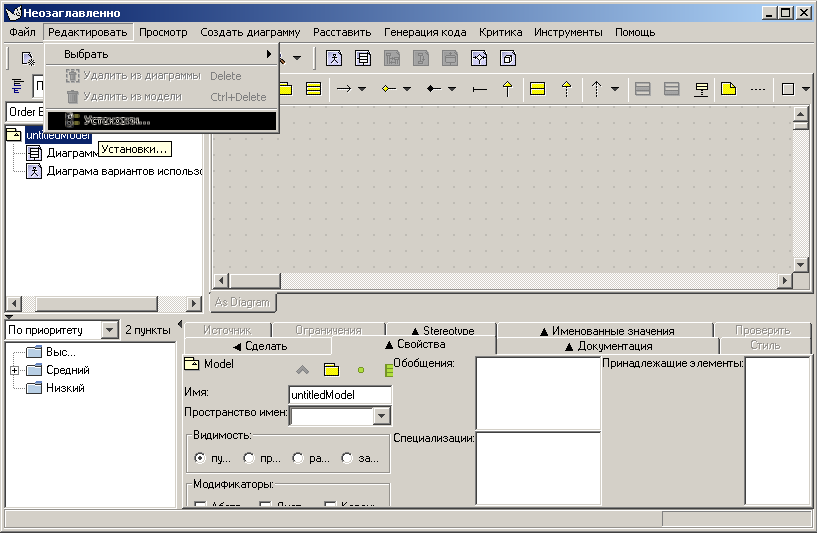 Неозаглавленно
Файл Редактировать Просмотр Создать диаграмму Расставить Генерация кода Критика Инструменты Помощь
Выбрать
Удалить из диаграммы Delete
Удалить из модели Ctrl+Delete
Установки...
П
Order B
untitledModel
Установки...
Диаграмм
Диаграма вариантов использо
As Diagram
По приоритету 2 пункты
Выс...
Средний
Низкий
Источник Ограничения Stereotype Именованные значения Проверить
Сделать Свойства Документация Стиль
Model
Имя: untitledModel
Пространство имен:
Видимость:
пу... пр... ра... за...
Модификаторы:
Обобщения:
Специализации:
Принадлежащие элементы: